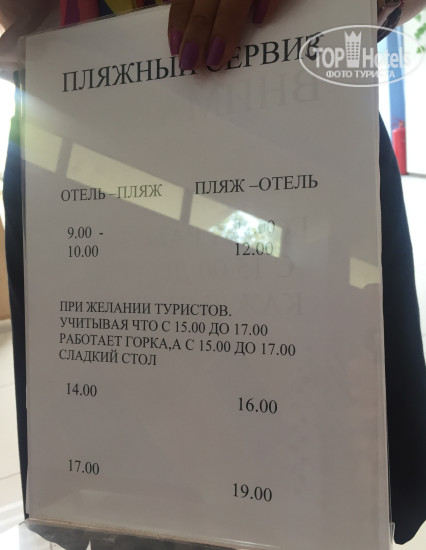 TOP Hotels
ФОТО ТУРИСТА
ПЛЯЖНЫЙ СЕРВИЗ
ОТЕЛЬ–ПЛЯЖ ПЛЯЖ –ОТЕЛЬ
9.00 -
10.00 12.00
ПРИ ЖЕЛАНИИ ТУРИСТОВ.
УЧИТЫВАЯ ЧТО С 15.00 ДО 17.00
РАБОТАЕТ ГОРКА,А С 15.00 ДО 17.00
СЛАДКИЙ СТОЛ
14.00 16.00
17.00 19.00